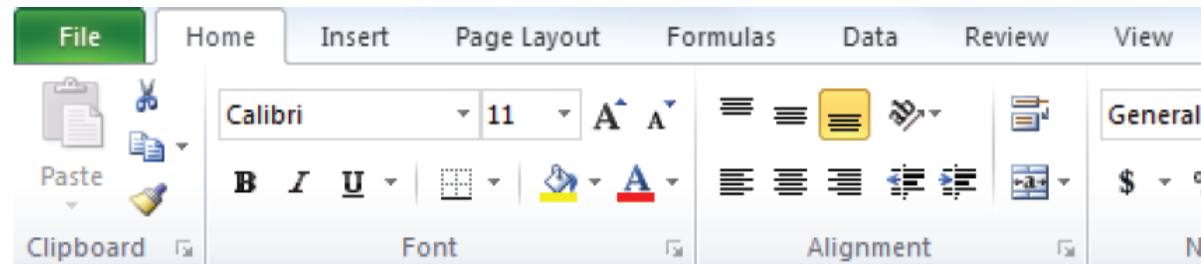 File Home Insert Page Layout Formulas Data Review View
Calibri 11 A A General
Paste B I U A a $
Clipboard Font Alignment